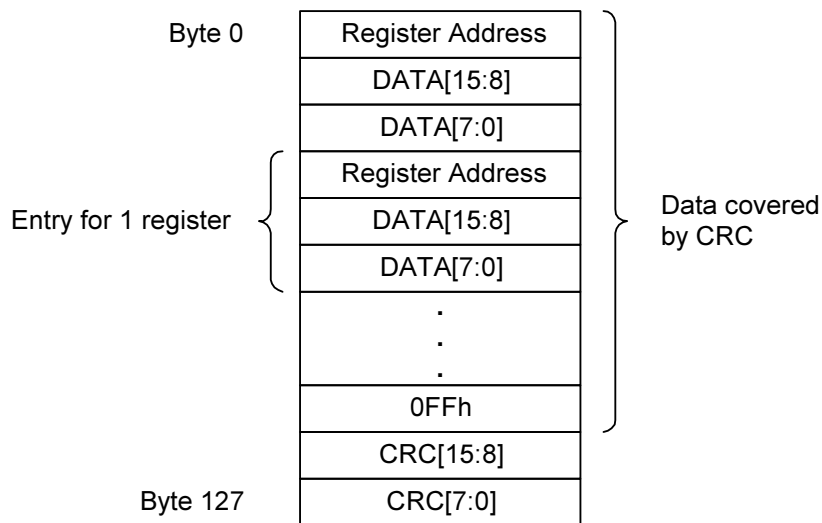 Byte 0
Register Address
DATA[15:8]
DATA[7:0]
Register Address
Entry for 1 register
DATA[15:8]
DATA[7:0]
Data covered
by CRC
.
.
.
0FFh
CRC[15:8]
Byte 127
CRC[7:0]